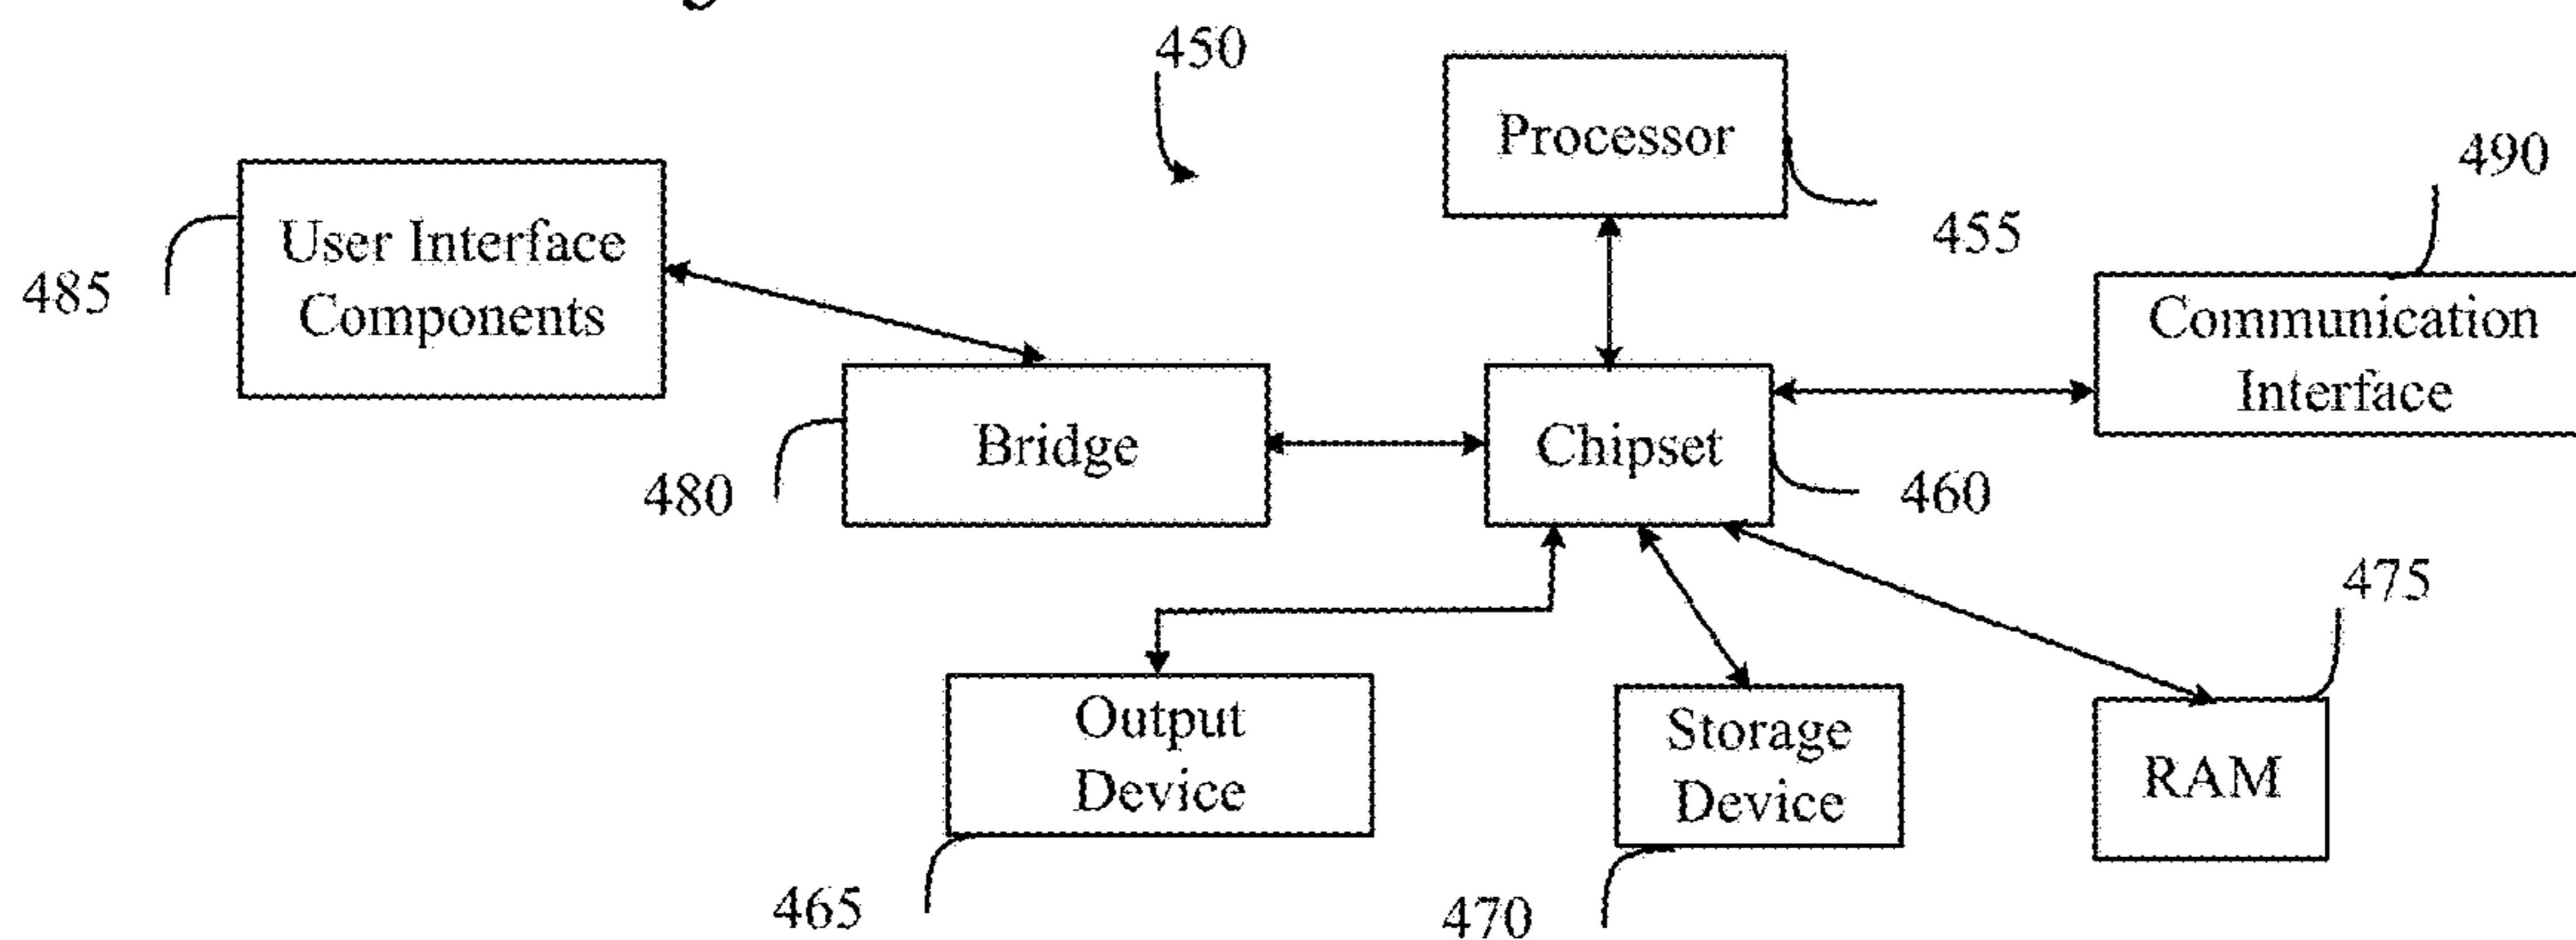 450
Processor
490
User Interface
Components
455
485
Communication
Interface
Bridge
Chipset
480
460
475
Output
Device
Storage
Device
RAM
465
470